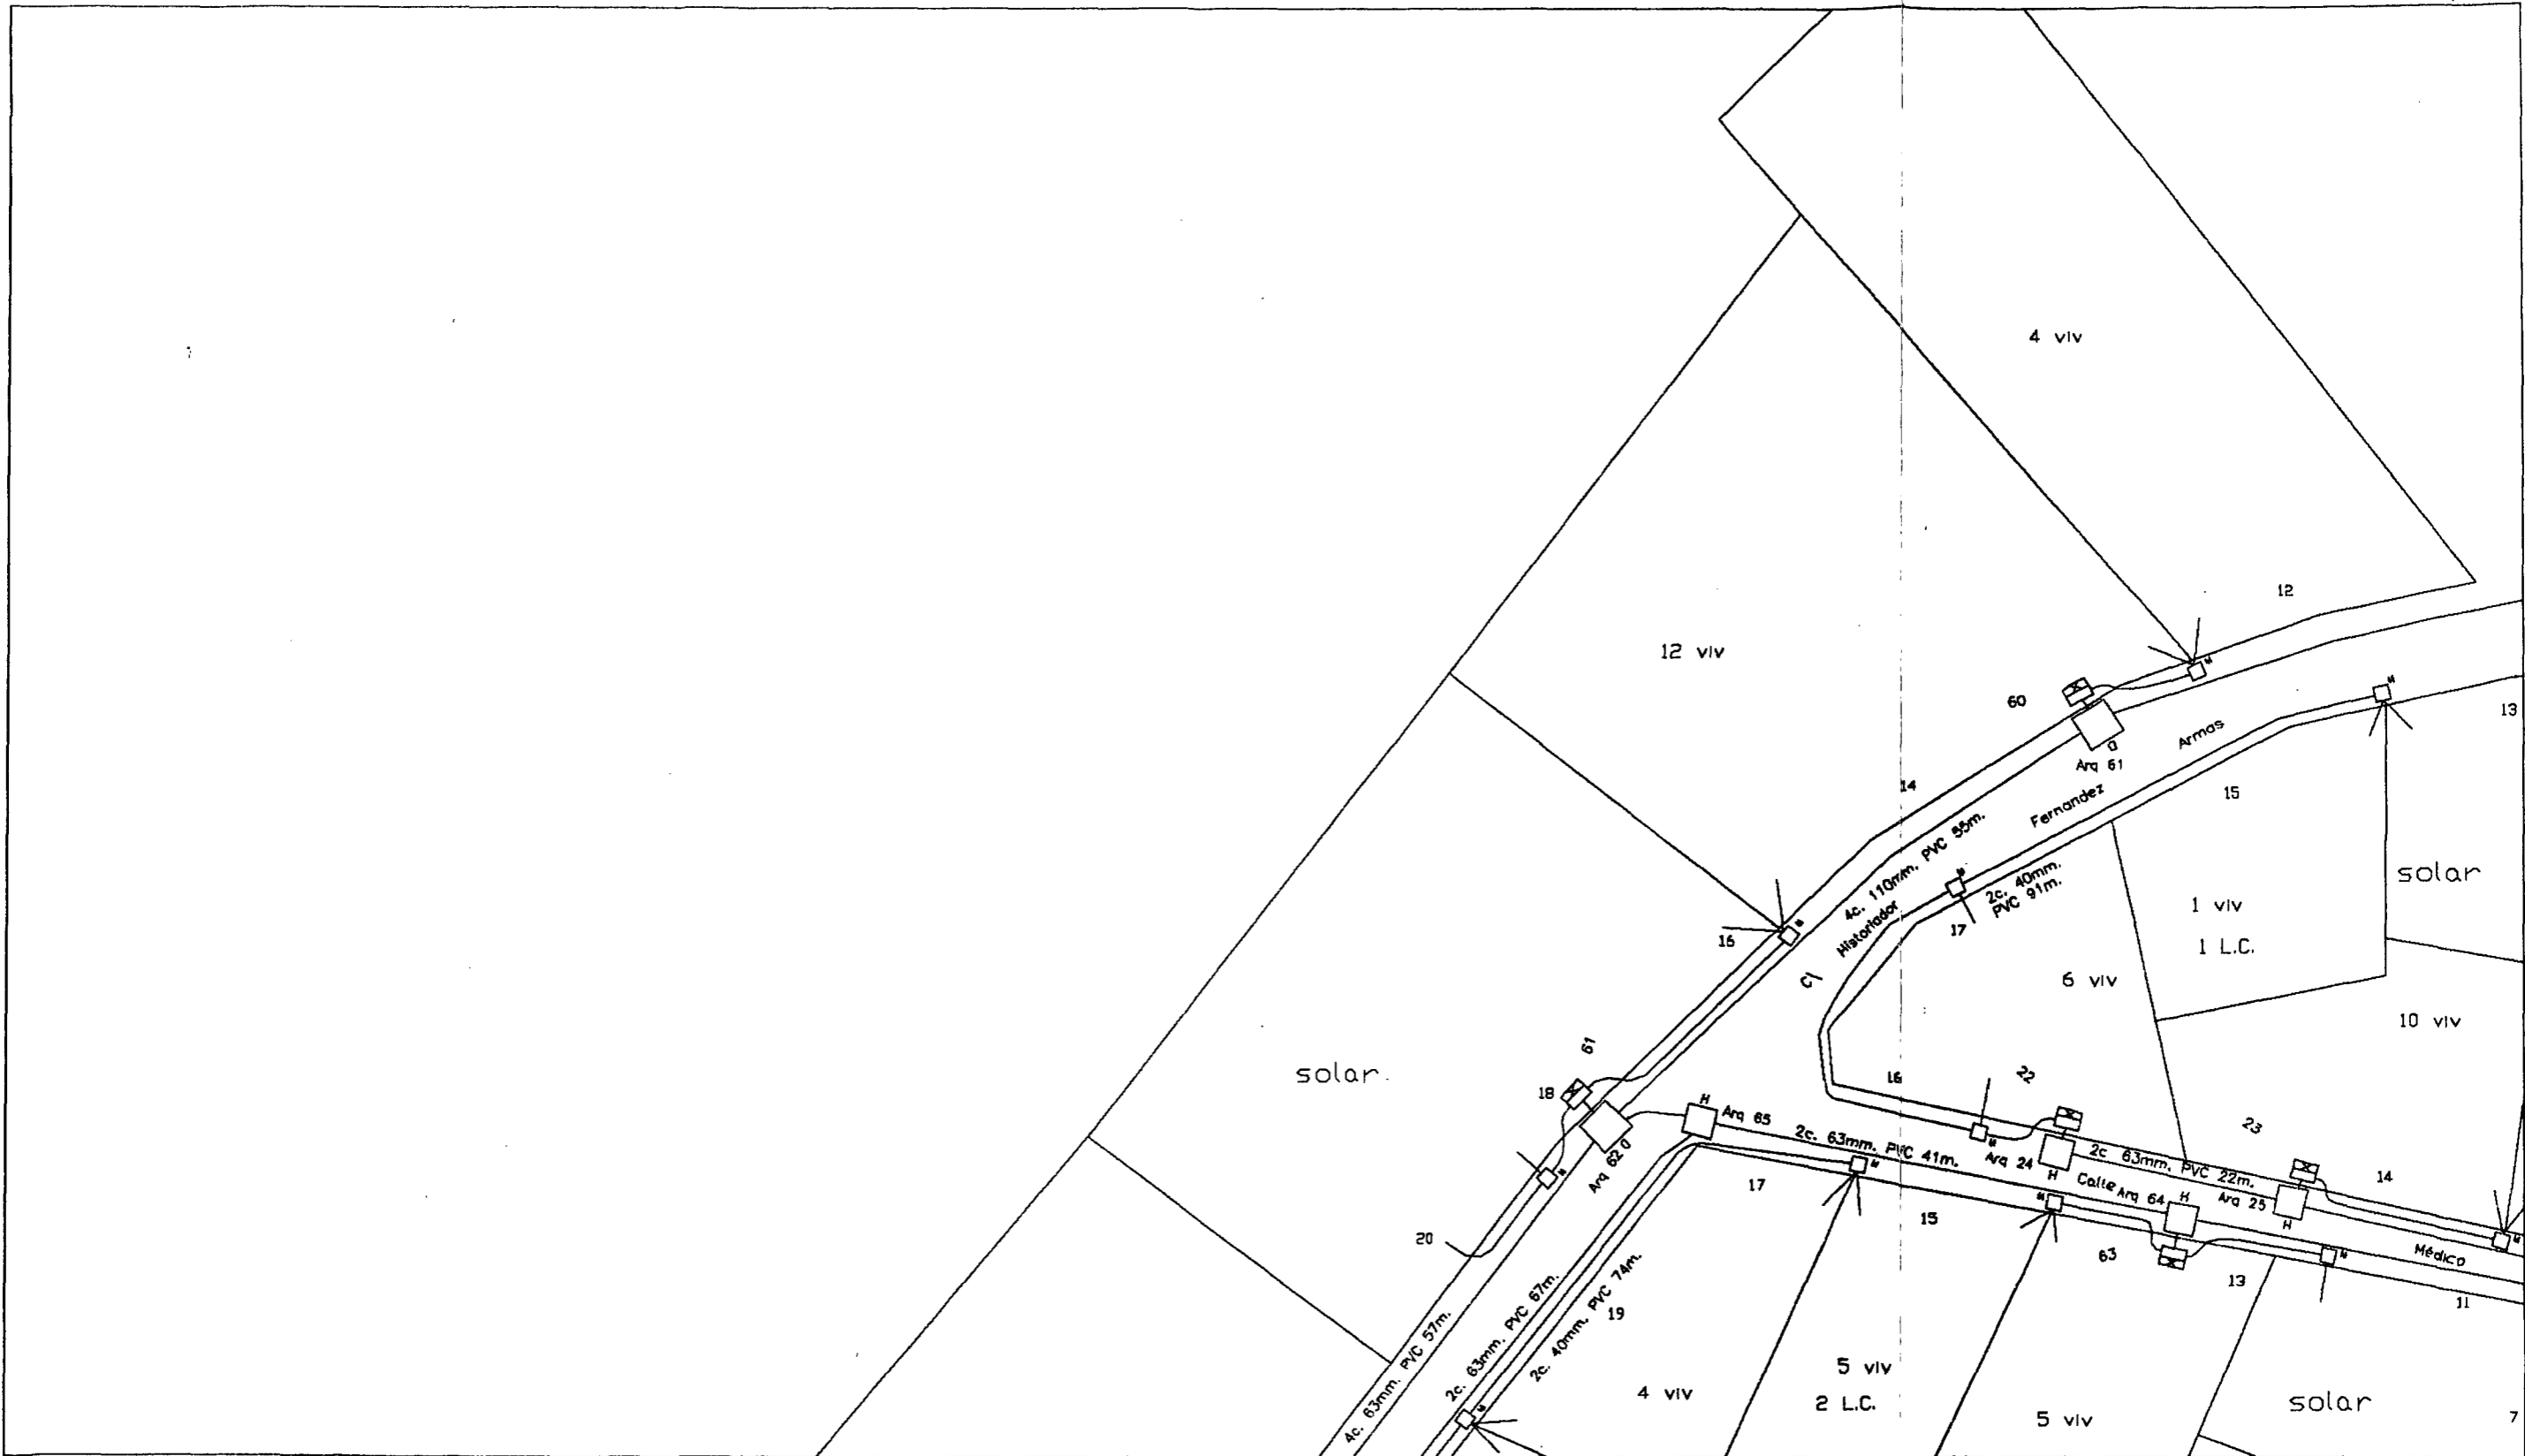 4 viv
12
12 viv
M
60
M
13
Armas
D
Arq 61
14
15
Fernandez
4c. 110mm. PVC 55m.
solar
M
2c. 40mm.
PVC 91m.
1 viv
Historiador
17
16
M
1 L.C.
C\
6 viv
10 viv
61
solar.
16
22
18
H
Arq 65
2c. 63mm. PVC 41m.
M
Arq 24
H
2c 63mm. PVC 22m.
23
Arq 62
D
M
17
M
Calle
Arq 64
H
Arq 25
H
14
M
20
15
M
63
M
Médico
13
11
4c. 63mm. PVC 57m.
2c. 63mm. PVC 67m.
2c. 40mm. PVC 74m.
19
M
4 viv
5 viv
2 L.C.
5 viv
solar
7